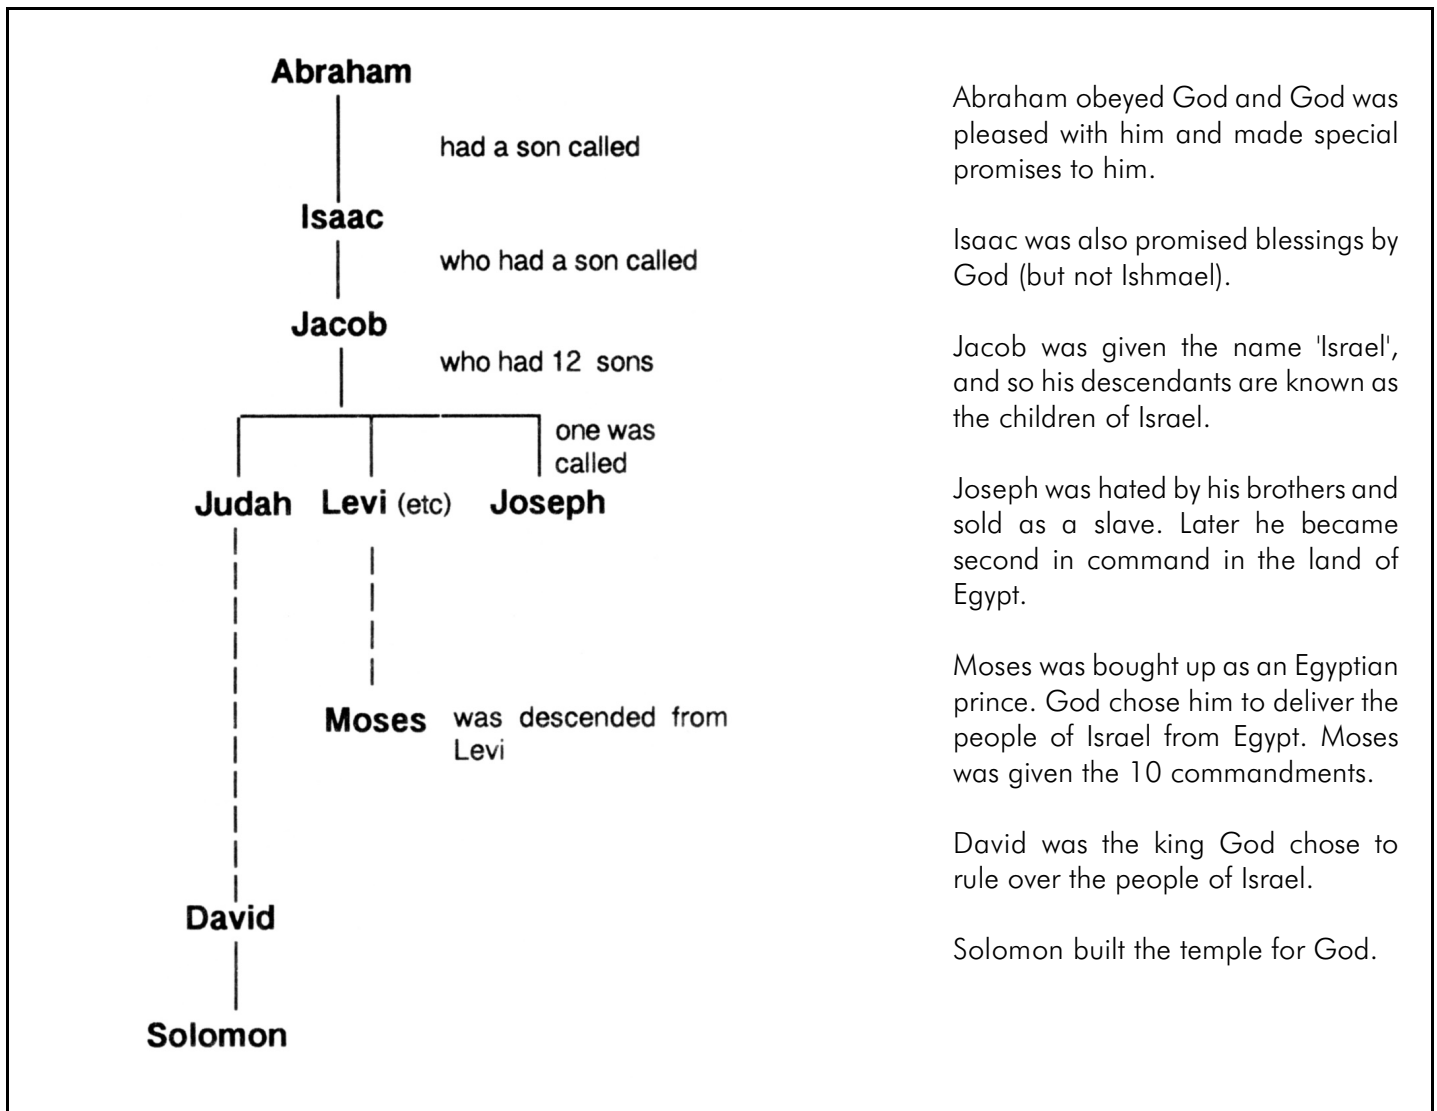 Abraham
had a son called
Isaac
who had a son called
Jacob
who had 12 sons
one was
called
Judah Levi (etc) Joseph
Moses was descended from
Levi
David
Solomon
Abraham obeyed God and God was
pleased with him and made special
promises to him.
Isaac was also promised blessings by
God (but not Ishmael).
Jacob was given the name 'Israel',
and so his descendants are known as
the children of Israel.
Joseph was hated by his brothers and
sold as a slave. Later he became
second in command in the land of
Egypt.
Moses was bought up as an Egyptian
prince. God chose him to deliver the
people of Israel from Egypt. Moses
was given the 10 commandments.
David was the king God chose to
rule over the people of Israel.
Solomon built the temple for God.